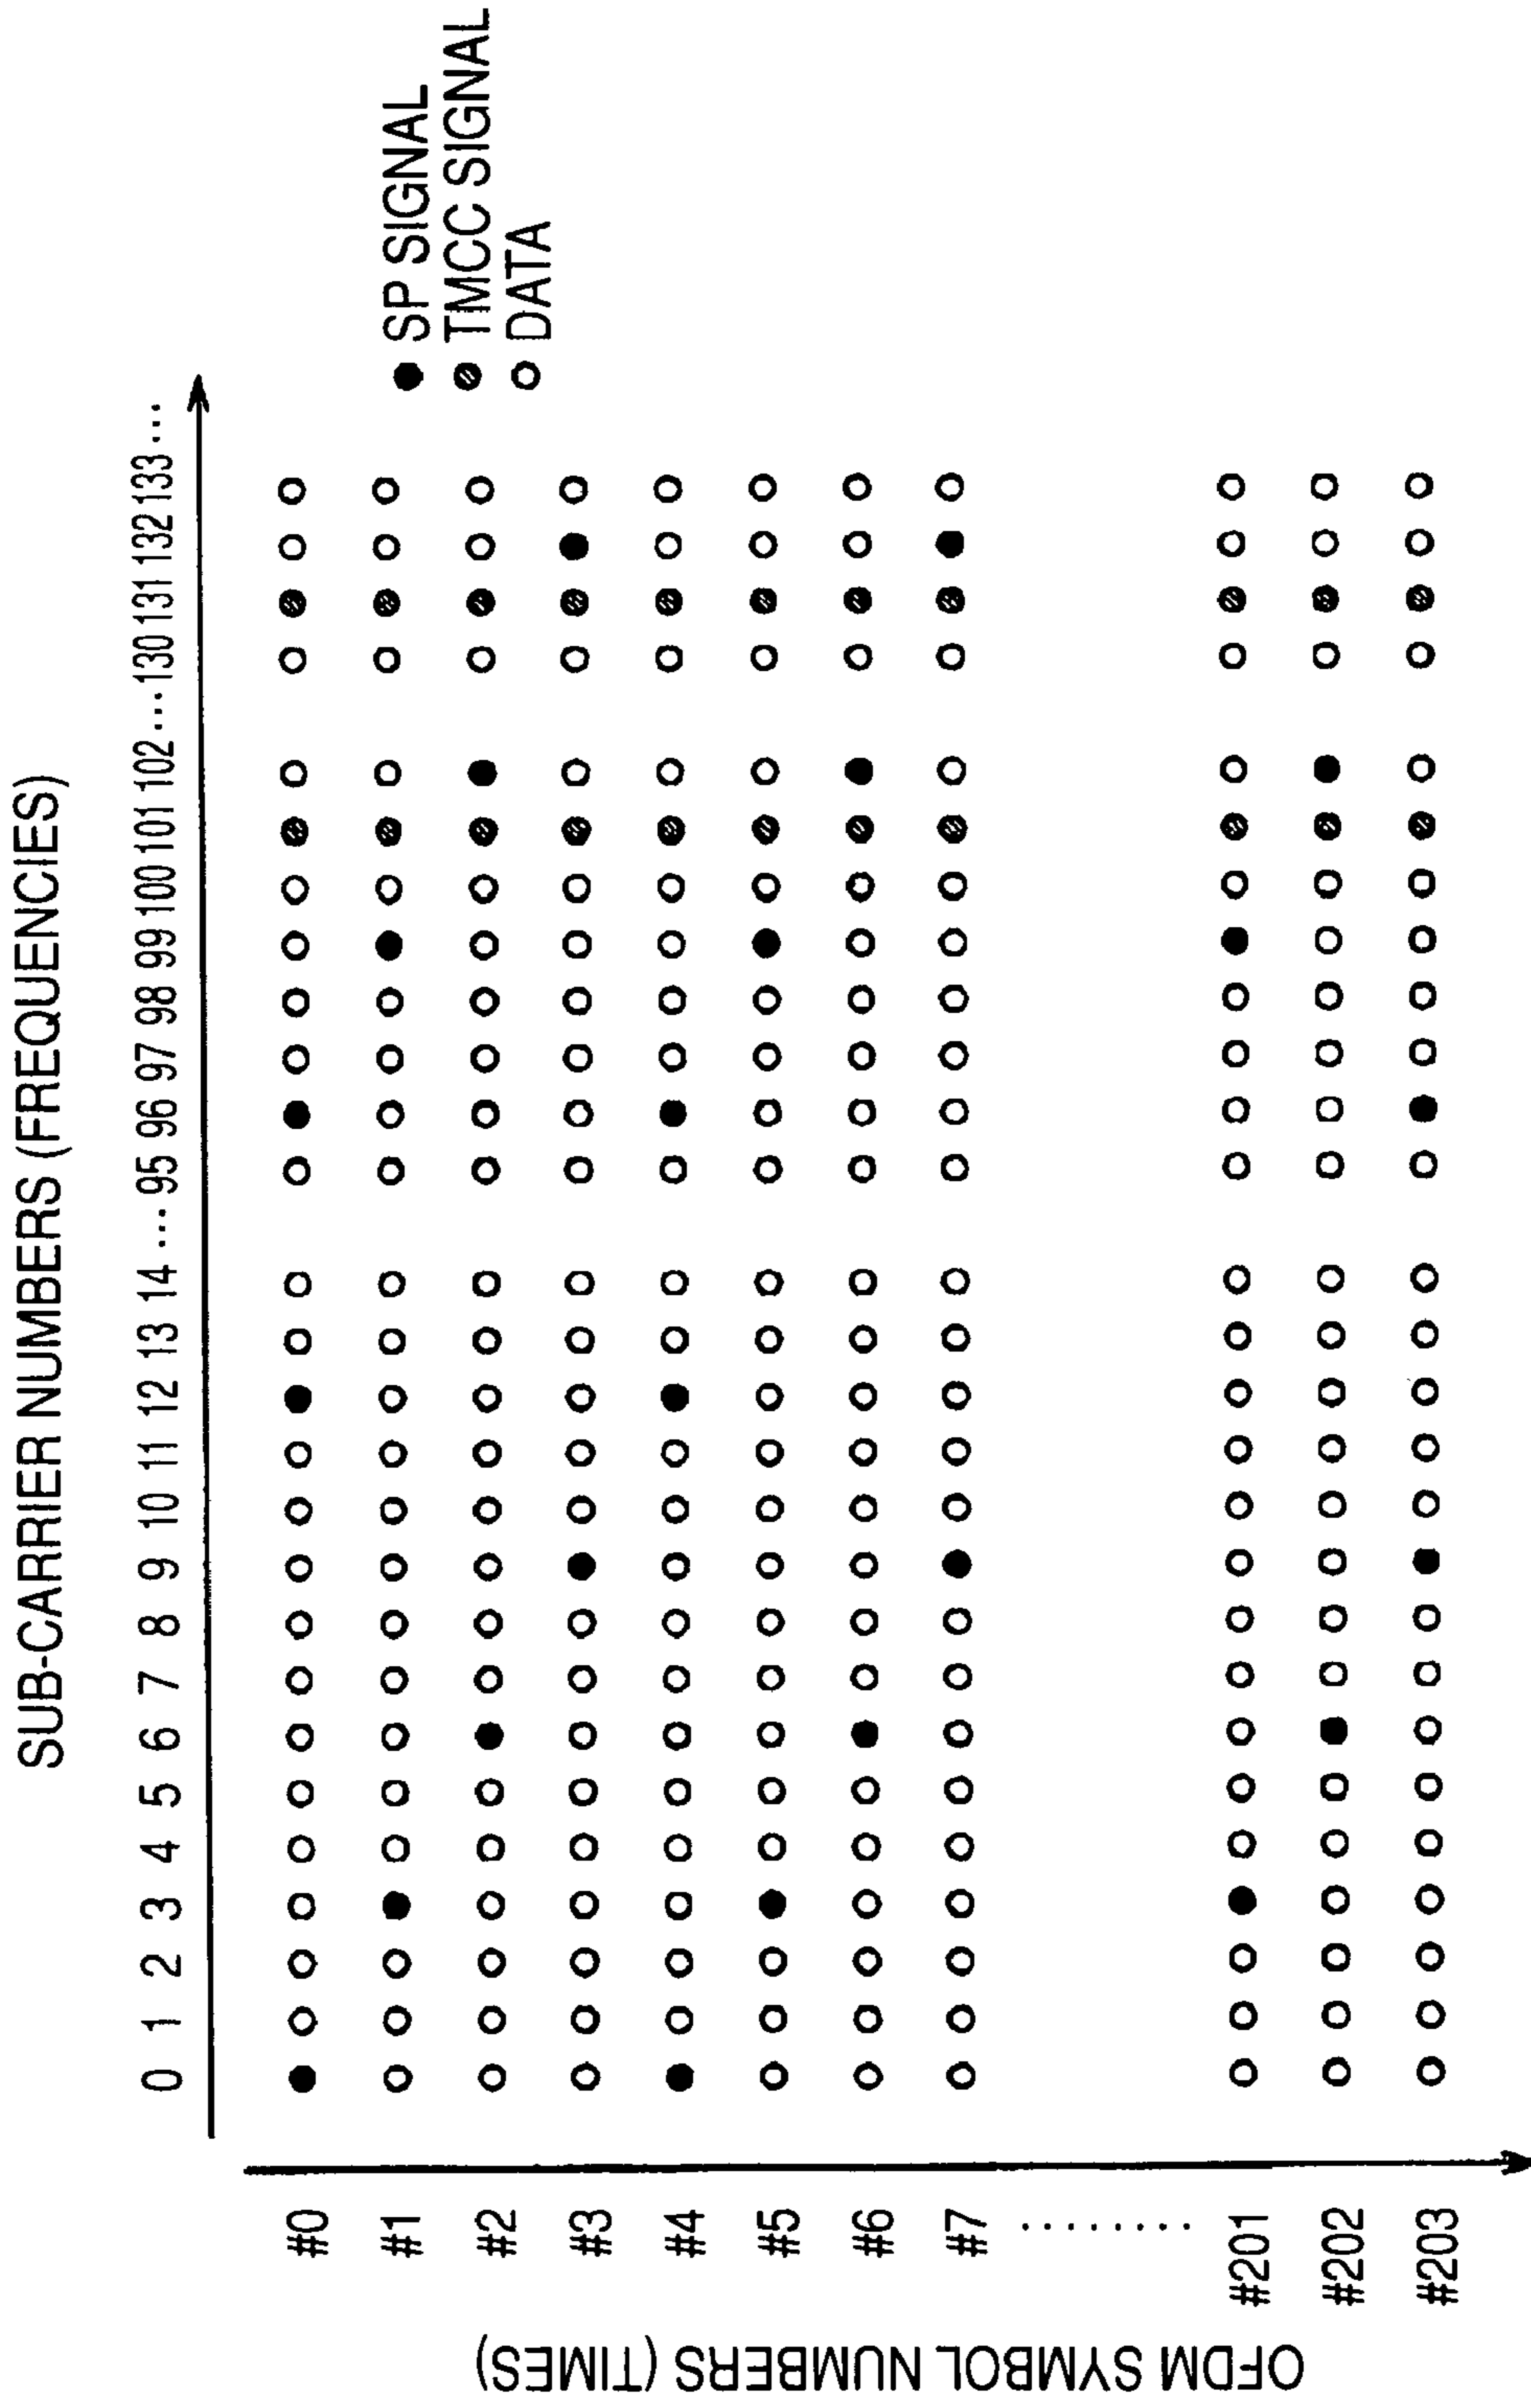 SUB-CARRIER NUMBERS (FREQUENCIES)
0 1 2 3 4 5 6 7 8 9 10 11 12 13 14 ... 95 96 97 98 99 100 101 102 ... 130 131 132 133 ...
SP SIGNAL
TMCC SIGNAL
DATA
#0
#1
#2
#3
#4
#5
#6
#7
........
#201
#202
#203
OFDM SYMBOL NUMBERS (TIMES)